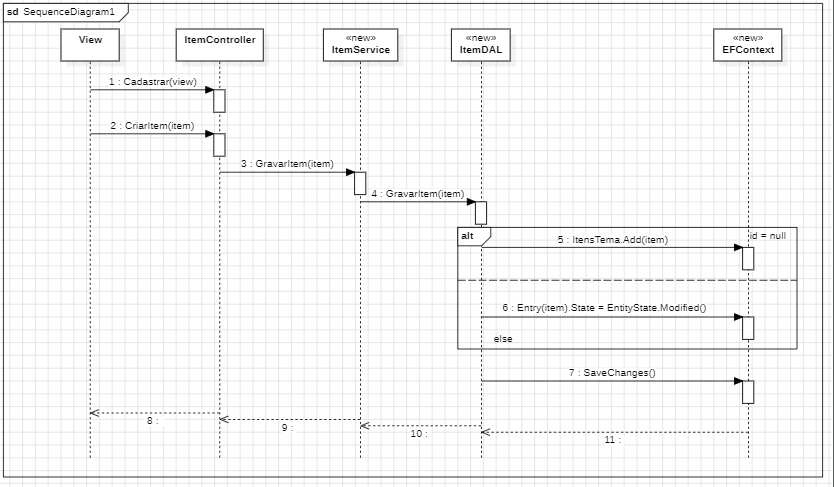 sd SequenceDiagram1
View
ItemController
«new»
ItemService
«new»
ItemDAL
«new»
EFContext
1 : Cadastrar(view)
2 : CriarItem(item)
3 : GravarItem(item)
4 : GravarItem(item)
alt
5 : ItensTema.Add(item)
id = null
6 : Entry(item).State = EntityState.Modified()
else
7 : SaveChanges()
8 :
9 :
10 :
11 :